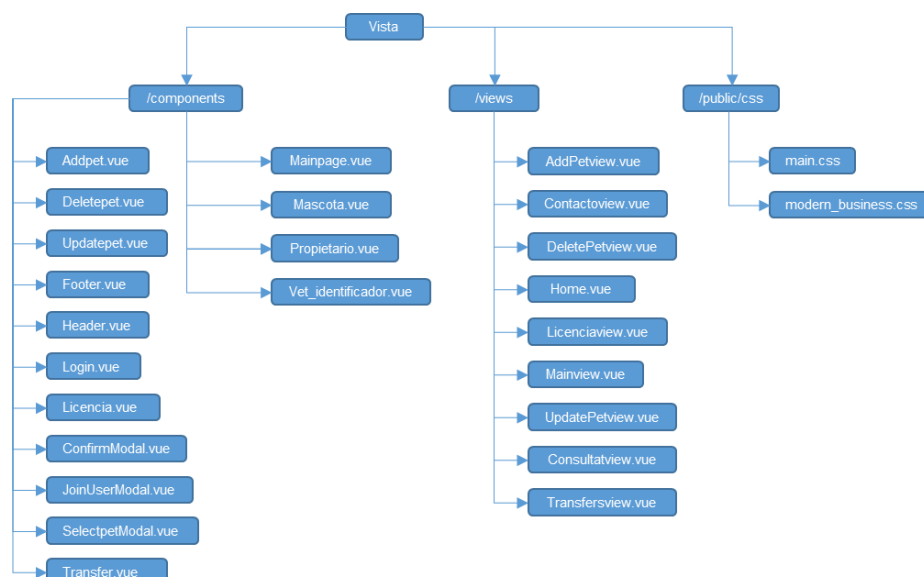 Vista
/components
/views
/public/css
Addpet.vue
Deletepet.vue
Updatepet.vue
Footer.vue
Header.vue
Login.vue
Licencia.vue
ConfirmModal.vue
JoinUserModal.vue
SelectpetModal.vue
Transfer.vue
Mainpage.vue
Mascota.vue
Propietario.vue
Vet_identificador.vue
AddPetview.vue
Contactoview.vue
DeletePetview.vue
Home.vue
Licenciaview.vue
Mainview.vue
UpdatePetview.vue
Consultatview.vue
Transfersview.vue
main.css
modern_business.css